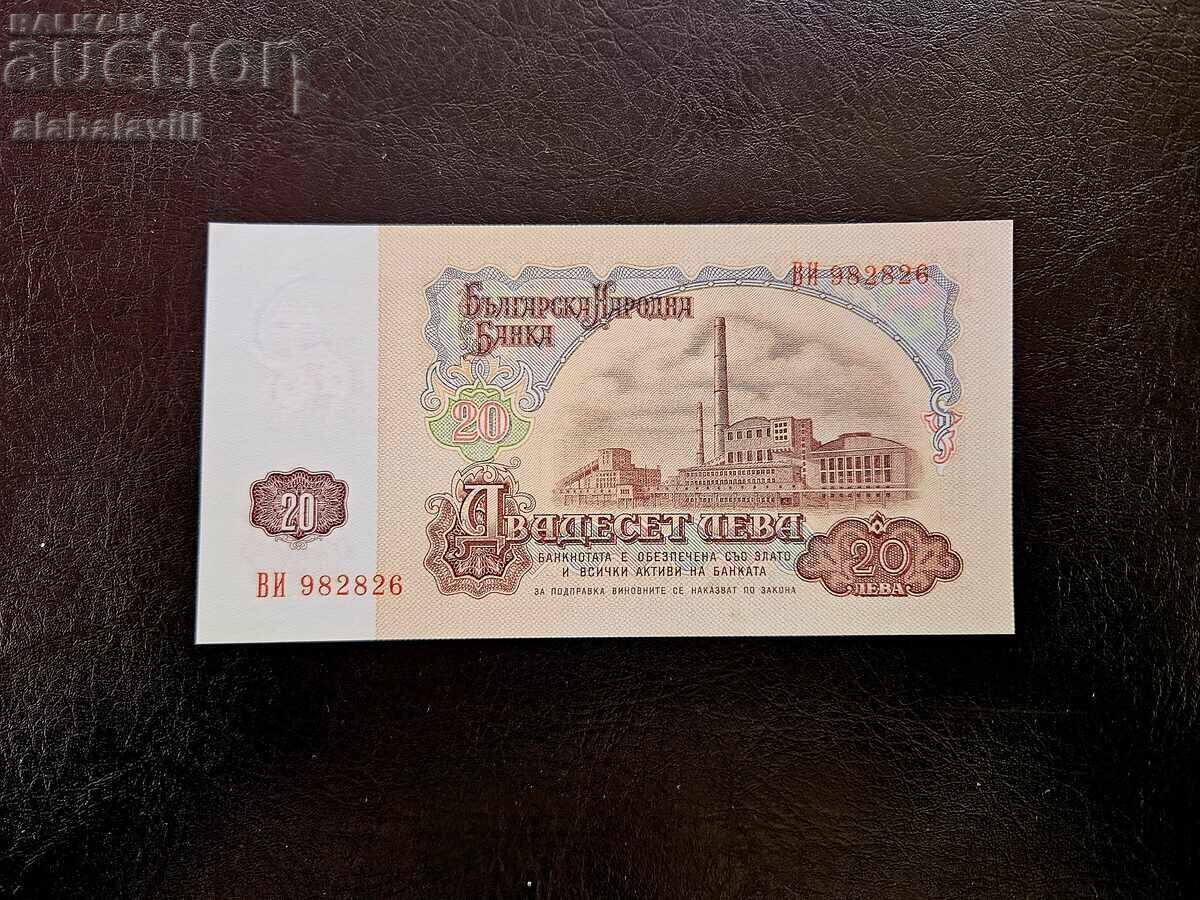 BALKAN
auction
alabalavill
ВИ 982826
Българска Народна
Банка
20
Двадесет лева
20
БАНКНОТАТА Е ОБЕЗПЕЧЕНА СЪС ЗЛАТО
И ВСИЧКИ АКТИВИ НА БАНКАТА
20
ЛЕВА
ВИ 982826
ЗА ПОДПРАВКА ВИНОВНИТЕ СЕ НАКАЗВАТ ПО ЗАКОНА